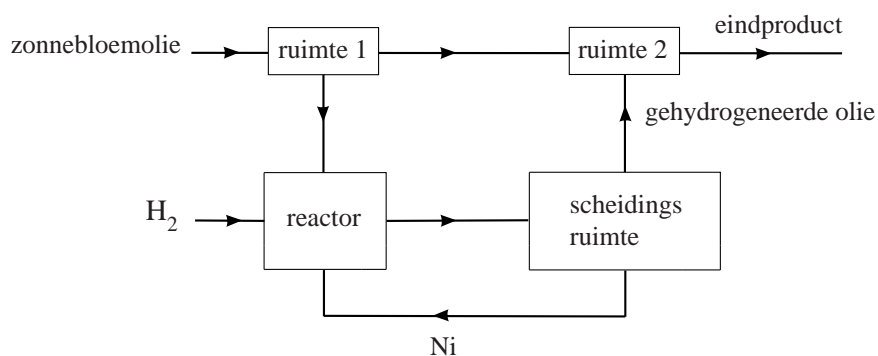 eindproduct
zonnebloemolie
ruimte 1
ruimte 2
gehydrogeneerde olie
H2
reactor
scheidings
ruimte
Ni